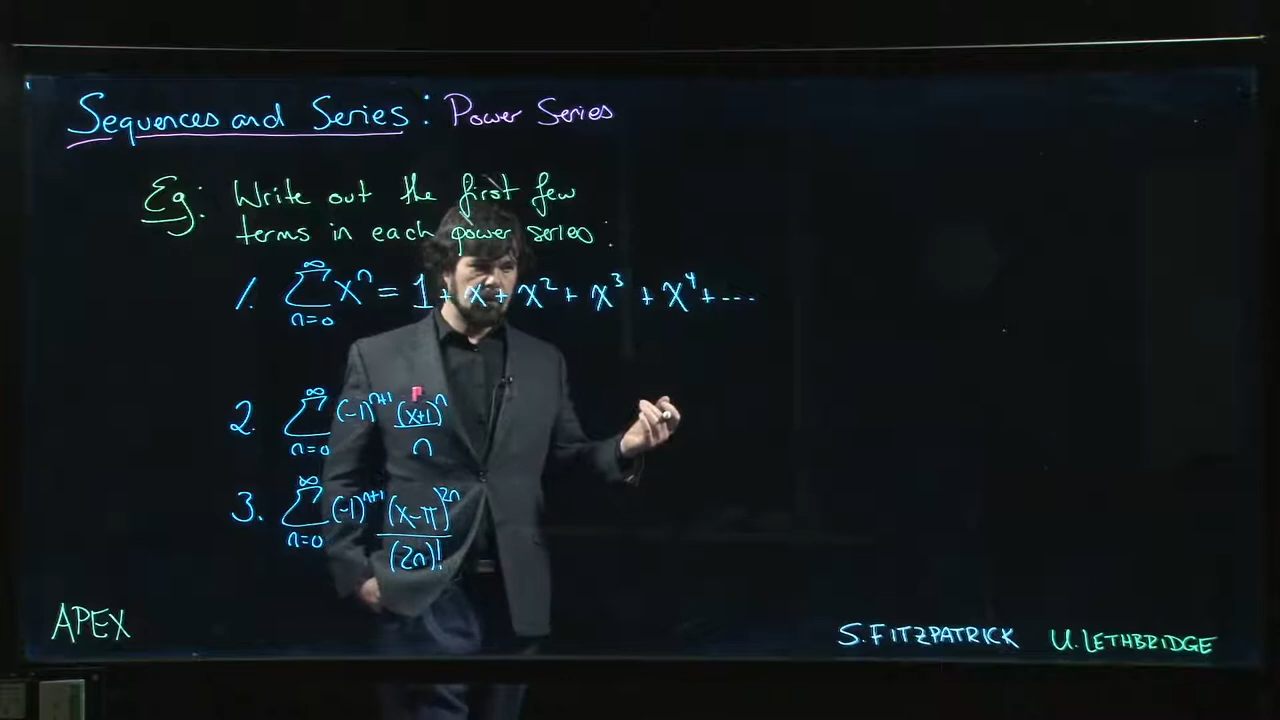 Sequences and Series: Power Series
Eg: Write out the first few
terms in each power series:
1. ∑_{n=0}^{∞} x^n = 1 + x + x^2 + x^3 + x^4 + ...
2. ∑_{n=0}^{∞} (-1)^{n+1} (x+1)^n / n
3. ∑_{n=0}^{∞} (-1)^{n+1} (x-π)^{2n} / (2n)!
APEX
S. FITZPATRICK U. LETHBRIDGE